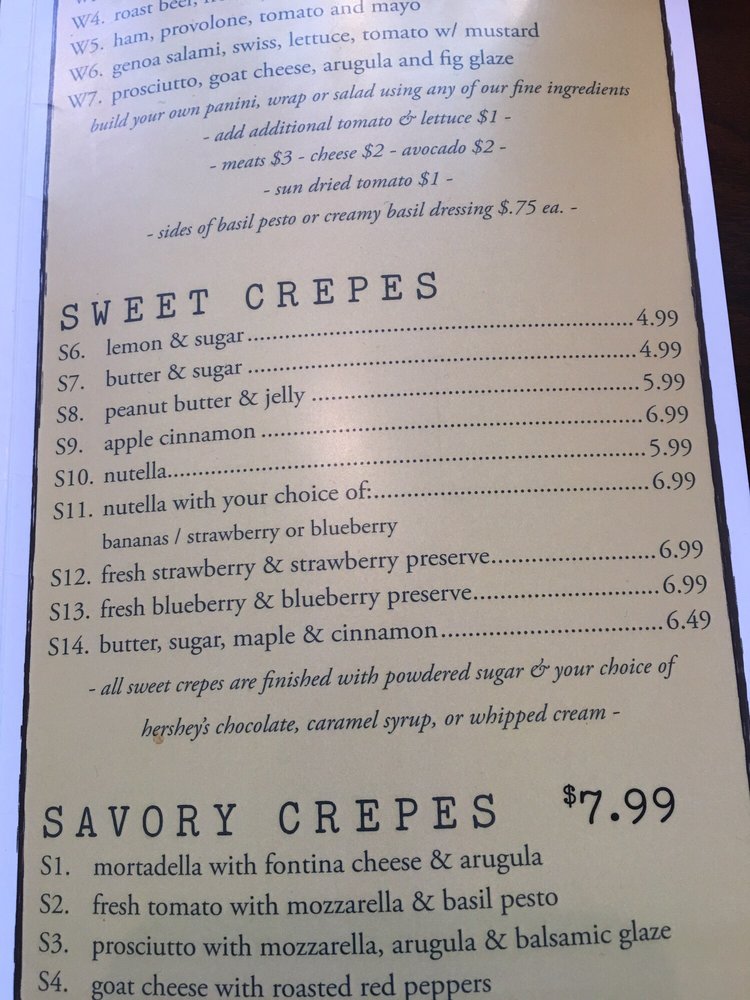 W4. roast beef,
W5. ham, provolone, tomato and mayo
W6. genoa salami, swiss, lettuce, tomato w/ mustard
W7. prosciutto, goat cheese, arugula and fig glaze
build your own panini, wrap or salad using any of our fine ingredients
- add additional tomato & lettuce $1 -
- meats $3 - cheese $2 - avocado $2 -
- sun dried tomato $1 -
- sides of basil pesto or creamy basil dressing $.75 ea. -
SWEET CREPES
S6. lemon & sugar 4.99
S7. butter & sugar 4.99
S8. peanut butter & jelly 5.99
S9. apple cinnamon 6.99
S10. nutella 5.99
S11. nutella with your choice of: 6.99
bananas / strawberry or blueberry
S12. fresh strawberry & strawberry preserve 6.99
S13. fresh blueberry & blueberry preserve 6.99
S14. butter, sugar, maple & cinnamon 6.49
- all sweet crepes are finished with powdered sugar & your choice of
hershey's chocolate, caramel syrup, or whipped cream -
SAVORY CREPES $7.99
S1. mortadella with fontina cheese & arugula
S2. fresh tomato with mozzarella & basil pesto
S3. prosciutto with mozzarella, arugula & balsamic glaze
S4. goat cheese with roasted red peppers